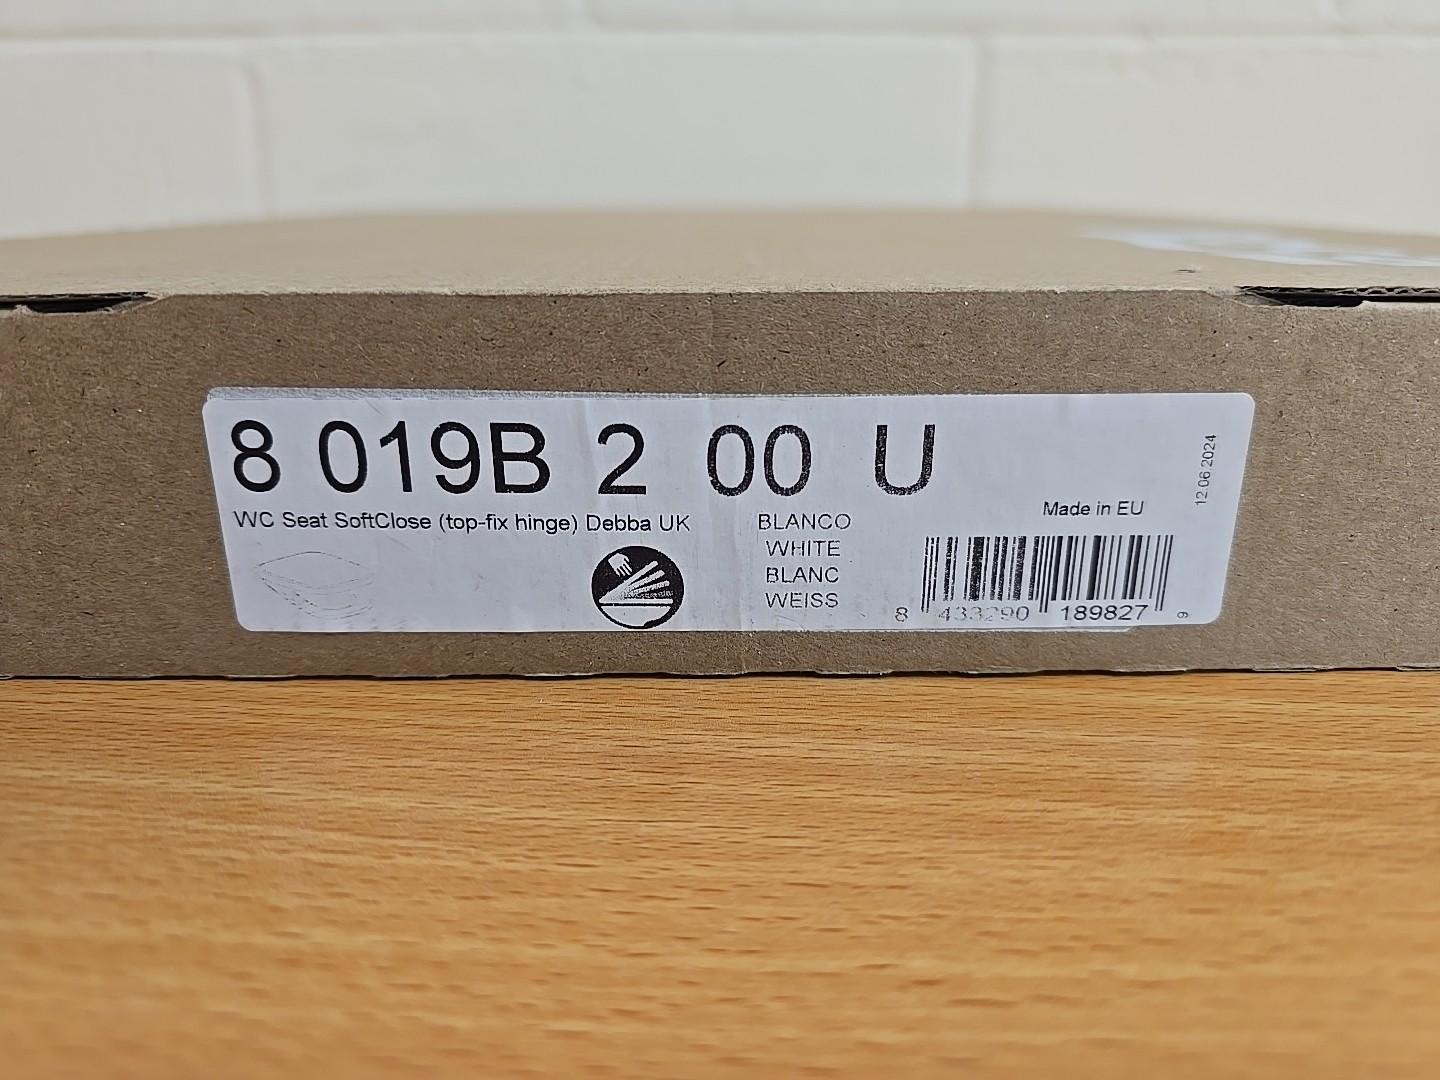 8 019B 2 00 U
WC Seat SoftClose (top-fix hinge) Debba UK
BLANCO
WHITE
BLANC
WEISS
Made in EU
8 433290 189827 9
12.06.2024